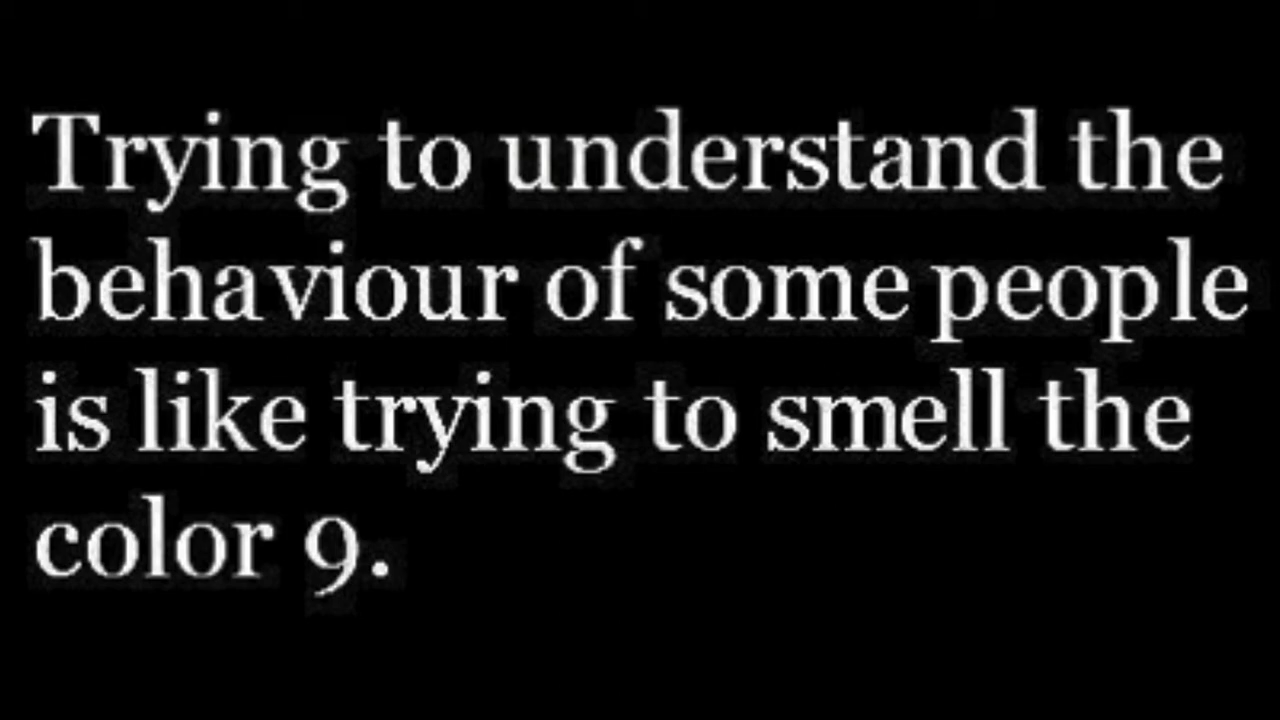 Trying to understand the
behaviour of some people
is like trying to smell the
color 9.